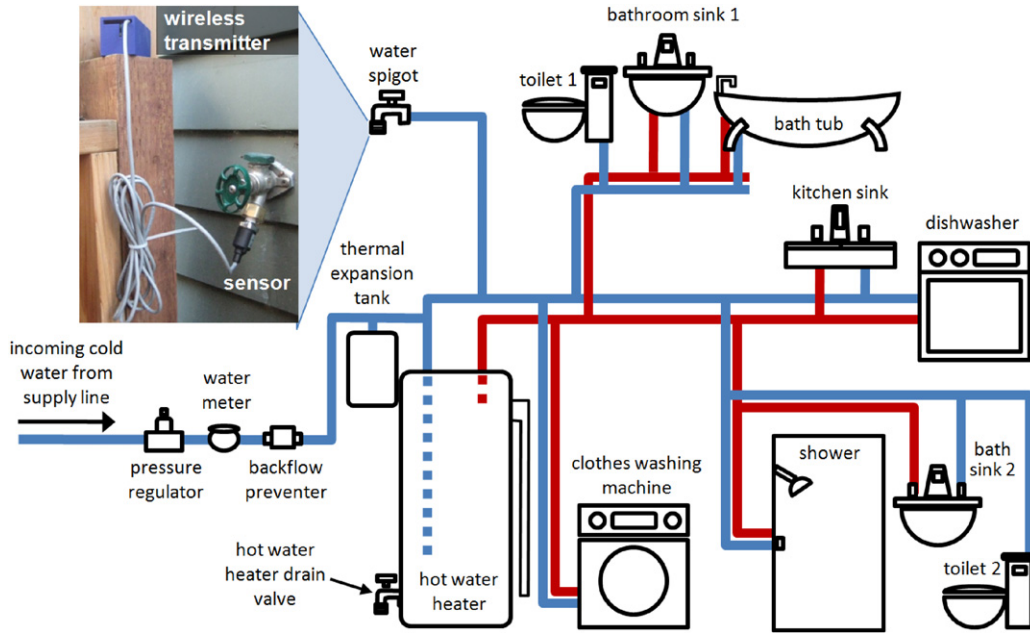 wireless
transmitter
sensor
water
spigot
bathroom sink 1
toilet 1
bath tub
kitchen sink
dishwasher
thermal
expansion
tank
incoming cold
water from
supply line
water
meter
pressure
regulator
backflow
preventer
hot water
heater drain
valve
hot water
heater
clothes washing
machine
shower
bath
sink 2
toilet 2